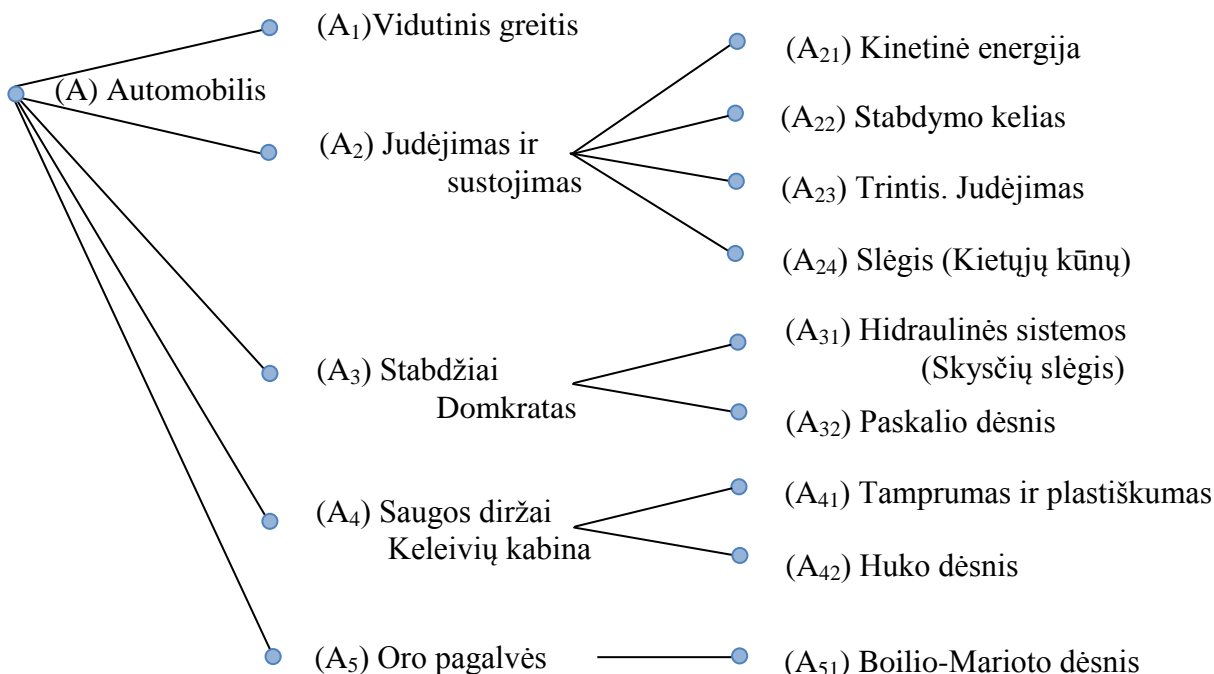 (A) Automobilis
(A₁)Vidutinis greitis
(A₂) Judėjimas ir
sustojimas
(A₂₁) Kinetinė energija
(A₂₂) Stabdymo kelias
(A₂₃) Trintis. Judėjimas
(A₂₄) Slėgis (Kietųjų kūnų)
(A₃) Stabdžiai
Domkratas
(A₃₁) Hidraulinės sistemos
(Skysčių slėgis)
(A₃₂) Paskalio dėsnis
(A₄) Saugos diržai
Keleivių kabina
(A₄₁) Tamprumas ir plastiškumas
(A₄₂) Huko dėsnis
(A₅) Oro pagalvės
(A₅₁) Boilio-Marioto dėsnis